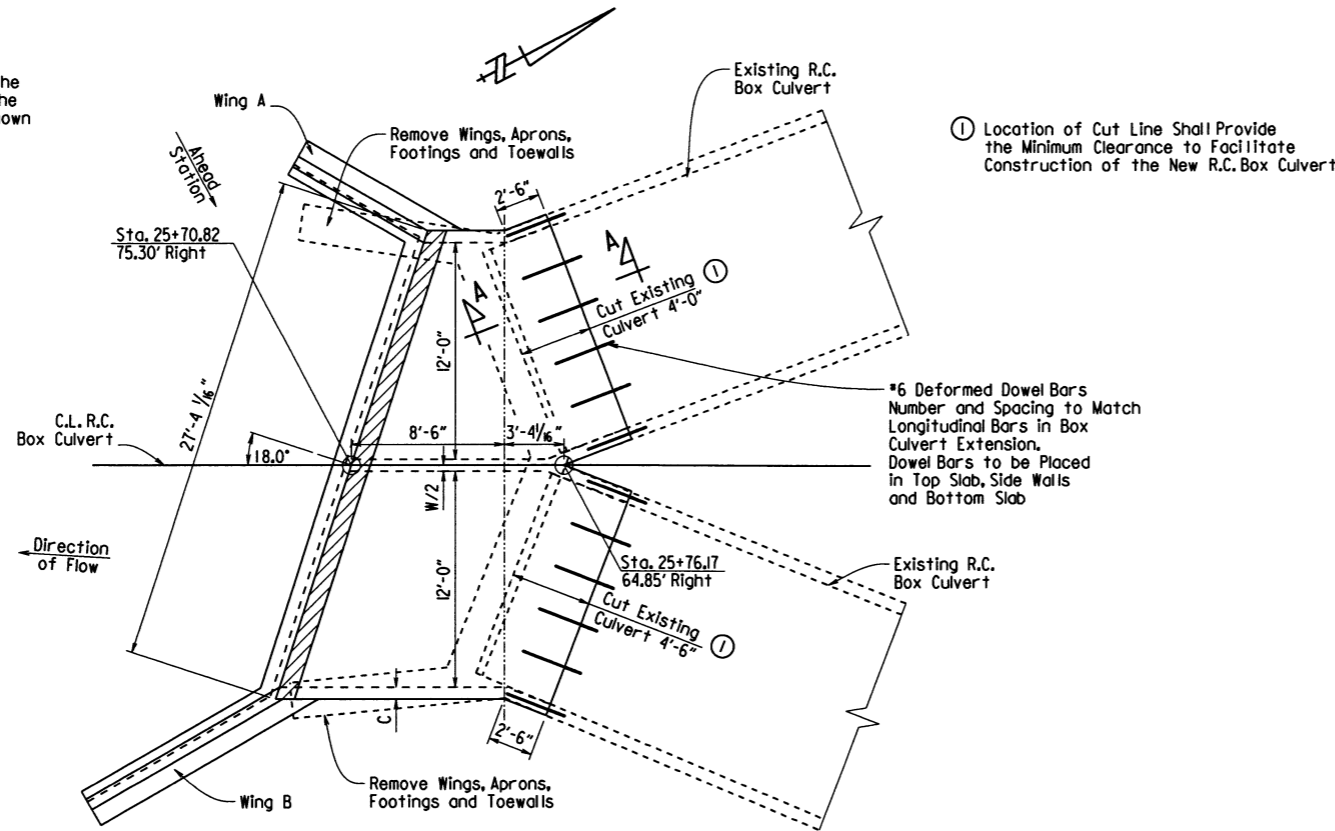 he
he
own
Wing A
Remove Wings, Aprons,
Footings and Toewalls
Existing R.C.
Box Culvert
① Location of Cut Line Shall Provide
the Minimum Clearance to Facilitate
Construction of the New R.C. Box Culvert
Ahead
Station
N
2'-6"
Sta. 25+70.82
75.30' Right
A
A
Cut Existing ①
Culvert 4'-0"
12'-0"
27'-4 1/16"
#6 Deformed Dowel Bars
Number and Spacing to Match
Longitudinal Bars in Box
Culvert Extension.
Dowel Bars to be Placed
in Top Slab, Side Walls
and Bottom Slab
C.L. R.C.
Box Culvert
18.0°
8'-6"
3'-4 1/16"
W/2
Direction
of Flow
12'-0"
Sta. 25+76.17
64.85' Right
Existing R.C.
Box Culvert
Cut Existing
Culvert 4'-6" ①
C
2'-6"
Remove Wings, Aprons,
Footings and Toewalls
Wing B